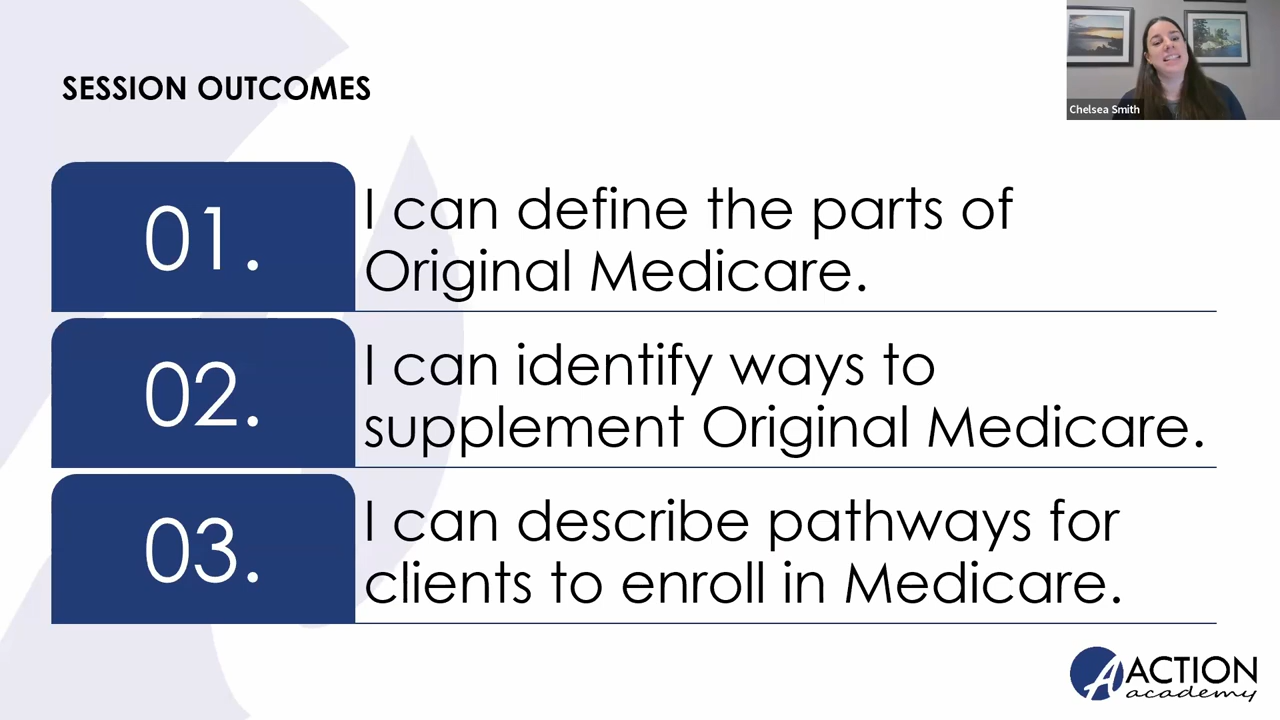 SESSION OUTCOMES
Chelsea Smith
01.
I can define the parts of
Original Medicare.
02.
I can identify ways to
supplement Original Medicare.
03.
I can describe pathways for
clients to enroll in Medicare.
A ACTION
academy